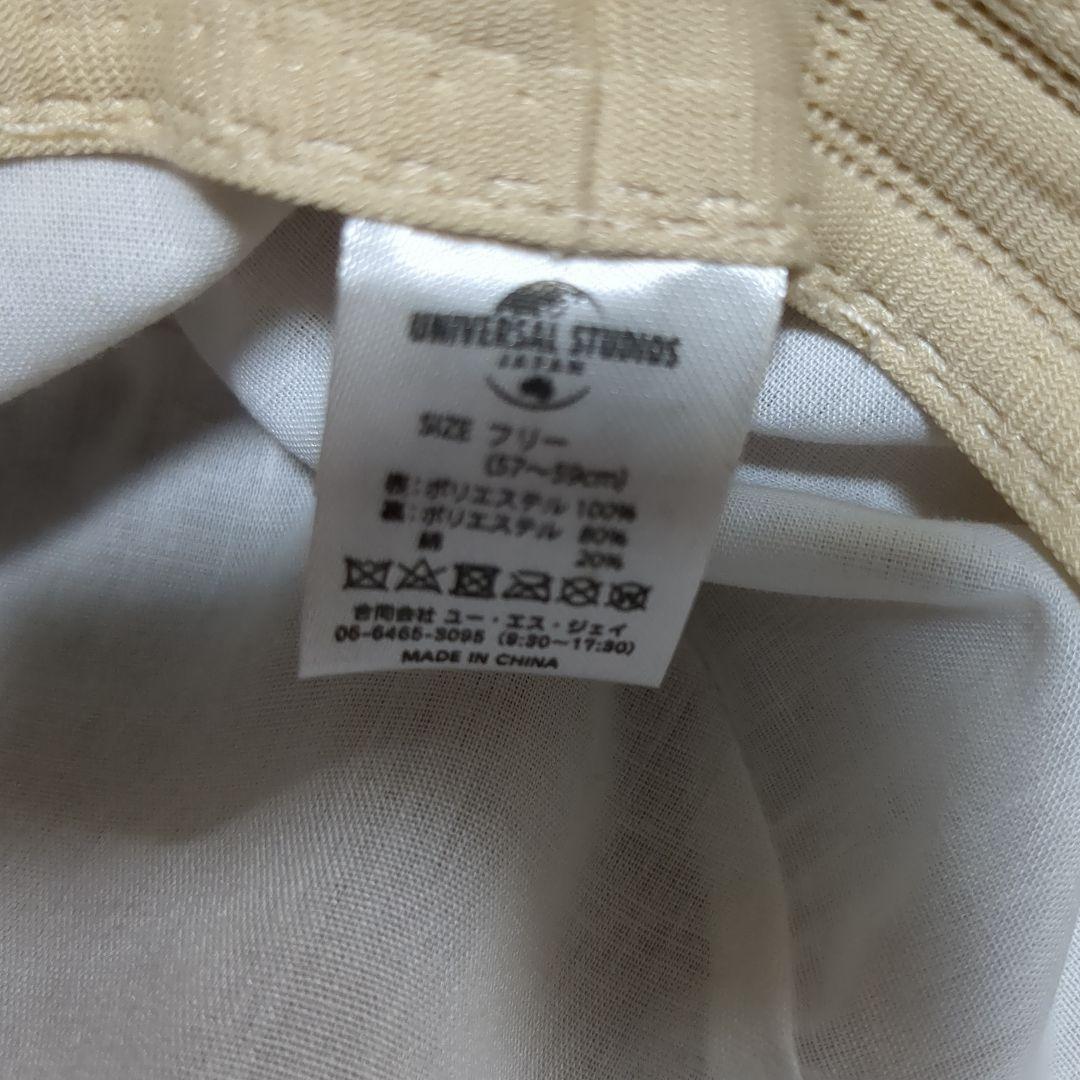 UNIVERSAL STUDIOS
JAPAN
SIZE フリー
(57〜59cm)
表:ポリエステル 100%
裏:ポリエステル 80%
綿 20%
合同会社 ユー・エス・ジェイ
06-6465-3095 (9:30〜17:30)
MADE IN CHINA